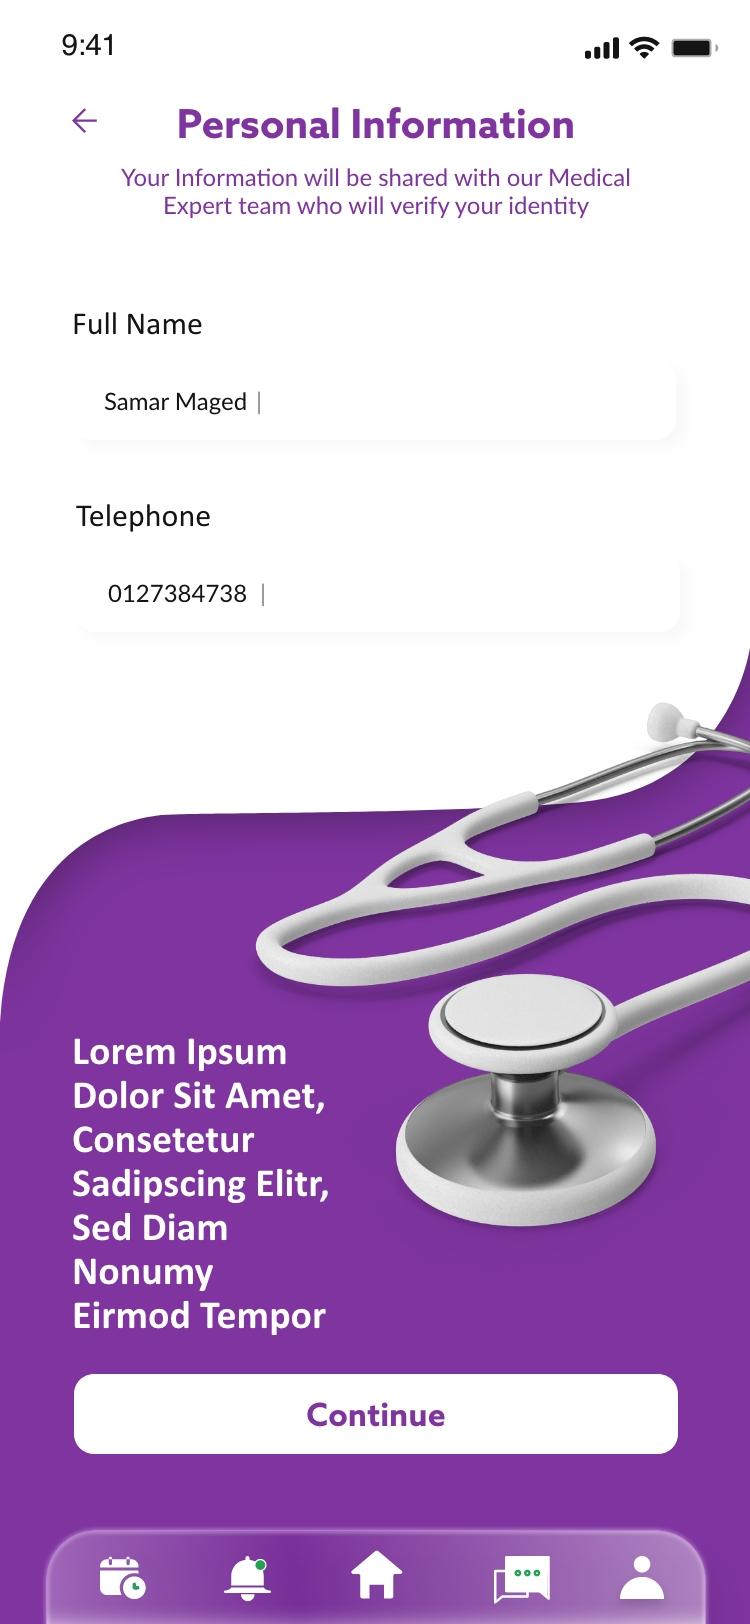 9:41
Personal Information
Your Information will be shared with our Medical
Expert team who will verify your identity
Full Name
Samar Maged
Telephone
0127384738
Lorem Ipsum
Dolor Sit Amet,
Consetetur
Sadipscing Elitr,
Sed Diam
Nonumy
Eirmod Tempor
Continue